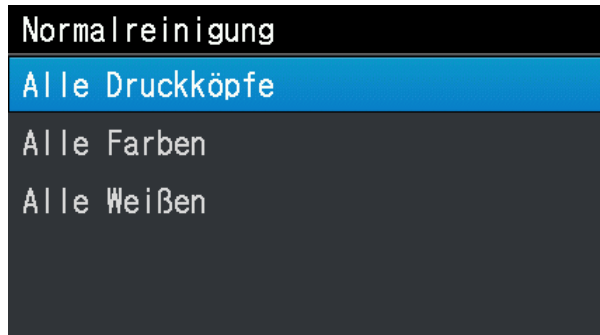 Normalreinigung
Alle Druckköpfe
Alle Farben
Alle Weißen